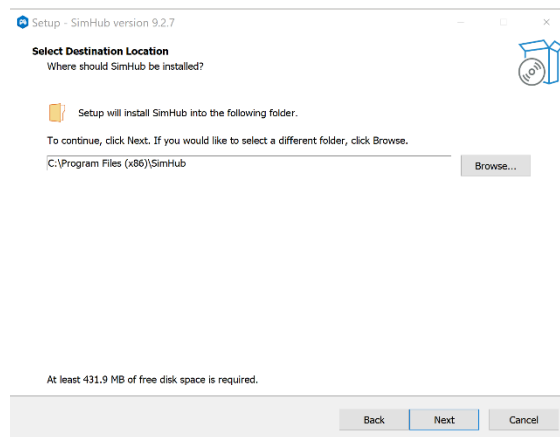 Setup - SimHub version 9.2.7
Select Destination Location
Where should SimHub be installed?
Setup will install SimHub into the following folder.
To continue, click Next. If you would like to select a different folder, click Browse.
C:\Program Files (x86)\SimHub
Browse...
At least 431.9 MB of free disk space is required.
Back
Next
Cancel